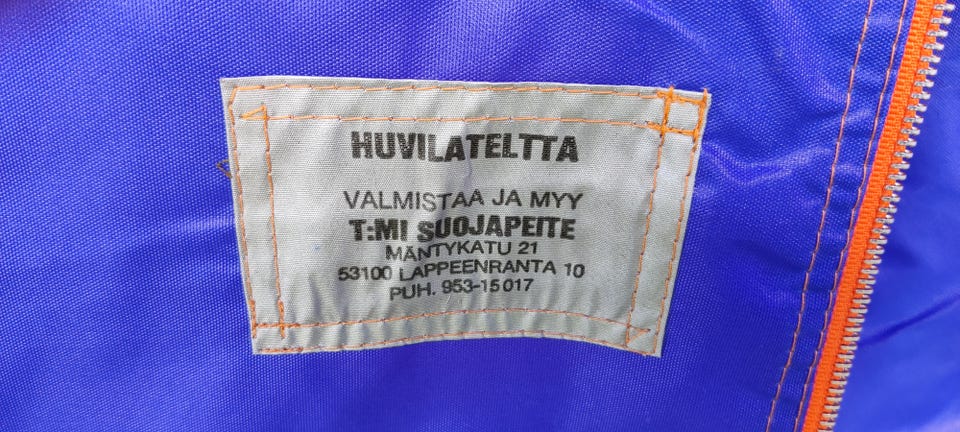 HUVILATELTTA
VALMISTAA JA MYY
T:MI SUOJAPEITE
MÄNTYKATU 21
53100 LAPPEENRANTA 10
PUH. 953-15 017